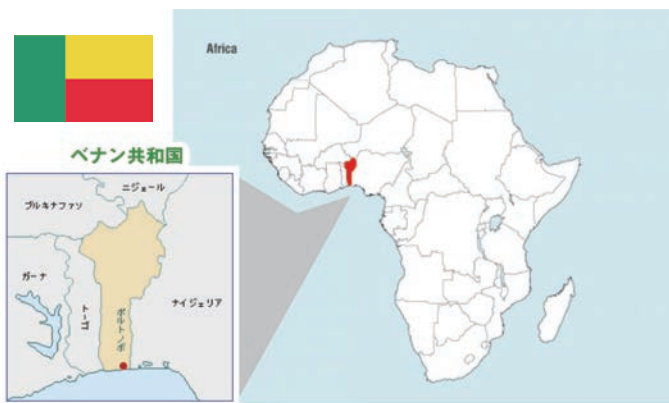 Africa
ベナン共和国
ニジェール
ブルキナファソ
ガーナ
トーゴ
ポルトノボ
ナイジェリア